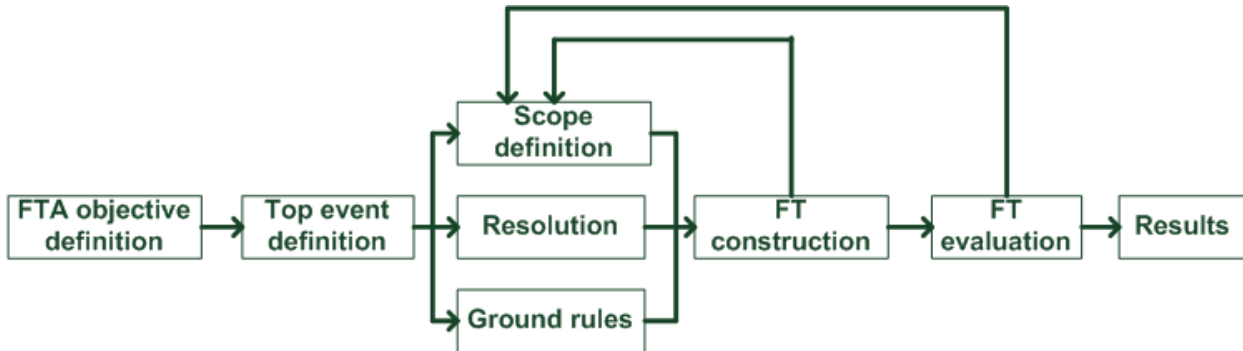 FTA objective
definition
Top event
definition
Scope
definition
Resolution
Ground rules
FT
construction
FT
evaluation
Results